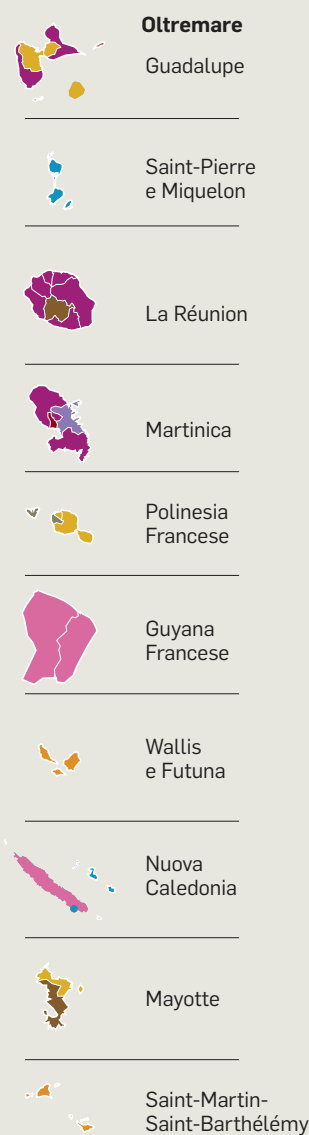 Oltremare
Guadalupe
Saint-Pierre
e Miquelon
La Réunion
Martinica
Polinesia
Francese
Guyana
Francese
Wallis
e Futuna
Nuova
Caledonia
Mayotte
Saint-Martin-
Saint-Barthélémy